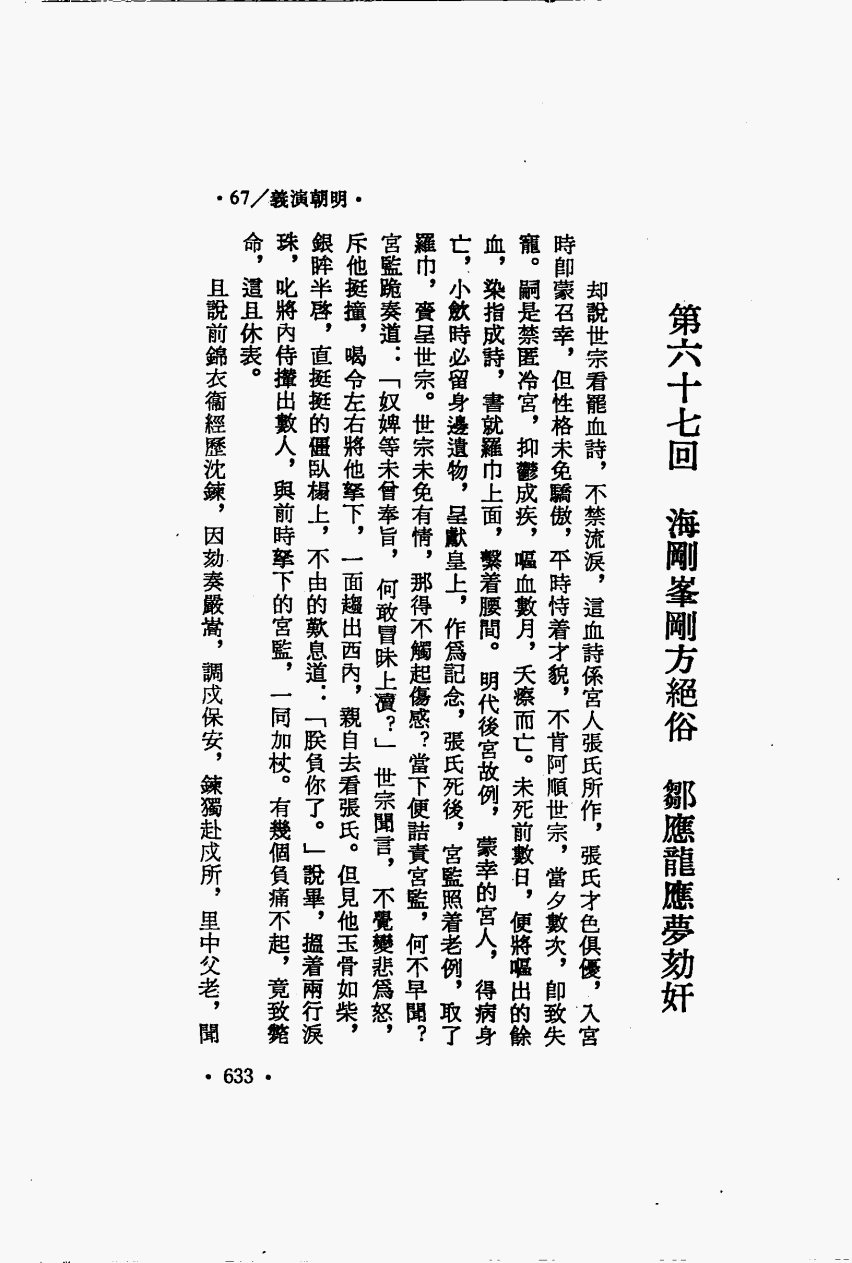 ·67／義演朝明·
第六十七回　海剛峯剛方絕俗　鄒應龍應夢劾奸
却說世宗看罷血詩，不禁流淚，這血詩係宮人張氏所作，張氏才色俱優，入宮
時卽蒙召幸，但性格未免驕傲，平時恃着才貌，不肯阿順世宗，當夕數次，卽致失
寵。嗣是禁匿冷宮，抑鬱成疾，嘔血數月，夭瘵而亡。未死前數日，便將嘔出的餘
血，染指成詩，書就羅巾上面，繫着腰間。明代後宮故例，蒙幸的宮人，得病身
亡，小歛時必留身邊遺物，呈獻皇上，作爲記念，張氏死後，宮監照着老例，取了
羅巾，賫呈世宗。世宗未免有情，那得不觸起傷感？當下便詰責宮監，何不早聞？
宮監跪奏道：「奴婢等未曾奉旨，何敢冒昧上瀆？」世宗聞言，不覺變悲爲怒，
斥他挺撞，喝令左右將他拏下，一面趨出西內，親自去看張氏。但見他玉骨如柴，
銀眸半啓，直挺挺的僵臥榻上，不由的歎息道：「朕負你了。」說畢，搵着兩行淚
珠，叱將內侍攆出數人，與前時拏下的宮監，一同加杖。有幾個負痛不起，竟致斃
命，這且休表。
且說前錦衣衞經歷沈鍊，因劾奏嚴嵩，調戍保安，鍊獨赴戍所，里中父老，聞
·633·